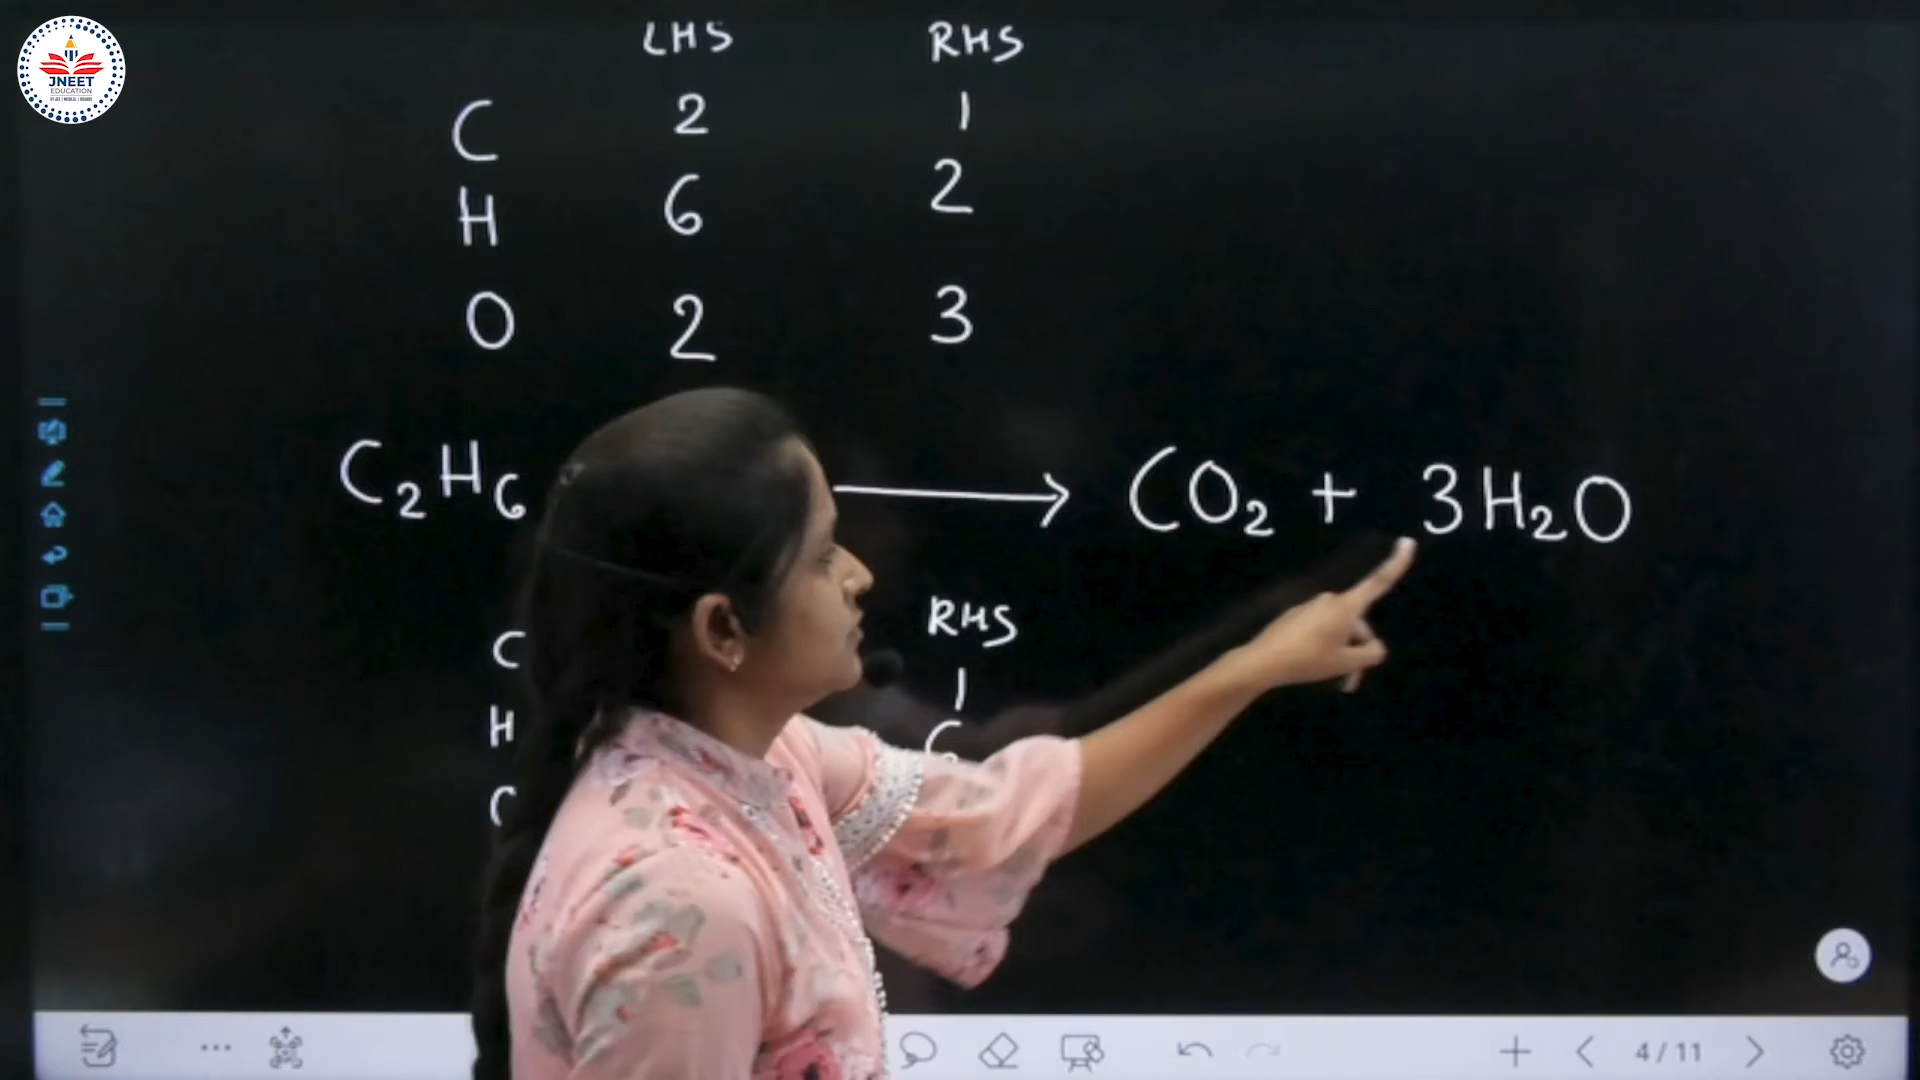 JNEET
EDUCATION
LHS RHS
C 2 1
H 6 2
O 2 3
C₂H₆ → CO₂ + 3H₂O
RHS
C 1
H
4 / 11